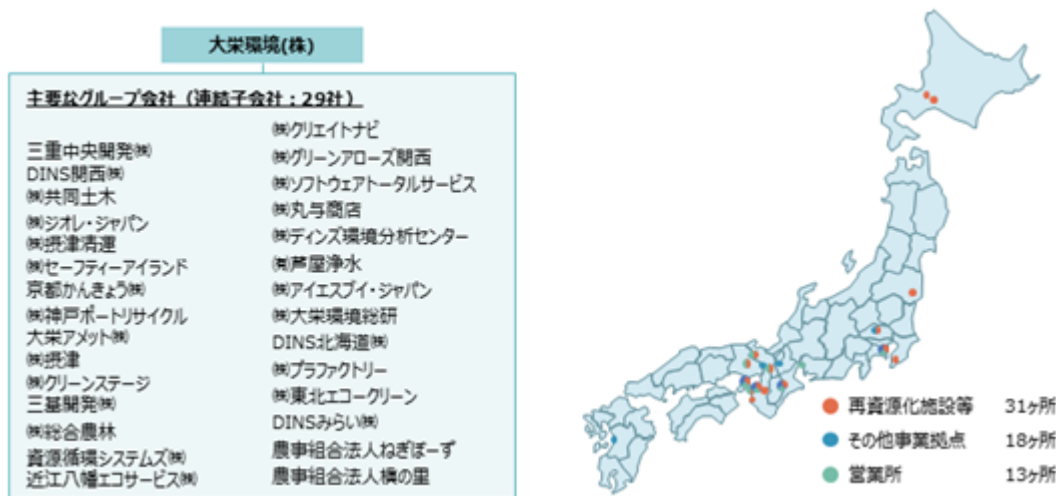 大栄環境(株)
主要なグループ会社（連結子会社：29社）
三重中央開発㈱
DINS関西㈱
㈱共同土木
㈱ジオレ・ジャパン
㈱摂津清運
㈱セーフティーアイランド
京都かんきょう㈱
㈱神戸ポートリサイクル
大栄アメット㈱
㈱摂津
㈱クリーンステージ
三基開発㈱
㈱総合農林
資源循環システムズ㈱
近江八幡エコサービス㈱
㈱クリエイトナビ
㈱グリーンアローズ関西
㈱ソフトウェアトータルサービス
㈱丸与商店
㈱ディンズ環境分析センター
㈲芦屋浄水
㈱アイエスブイ・ジャパン
㈱大栄環境総研
DINS北海道㈱
㈱プラファクトリー
㈱東北エコークリーン
DINSみらい㈱
農事組合法人ねぎぼーず
農事組合法人槇の里
再資源化施設等 31ヶ所
その他事業拠点 18ヶ所
営業所 13ヶ所